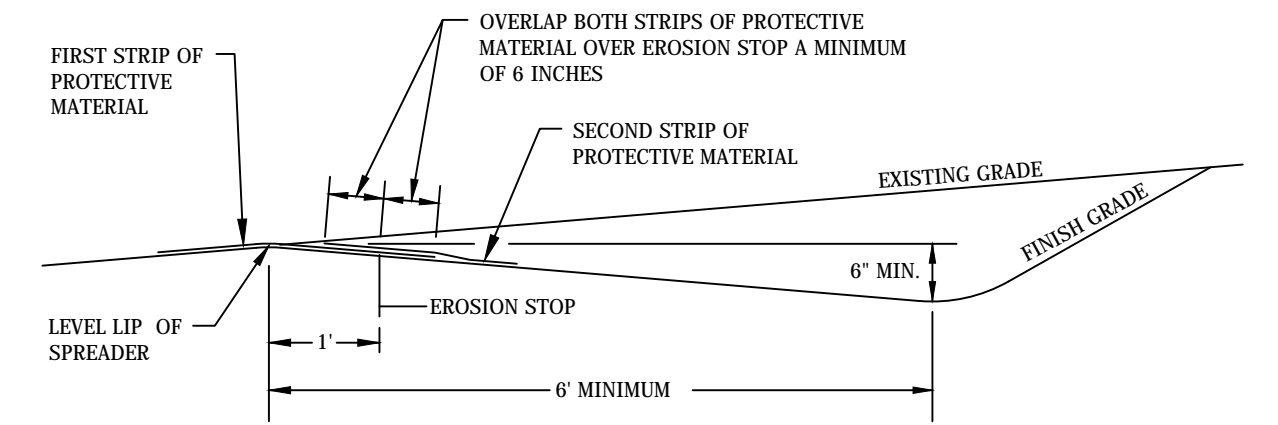 OVERLAP BOTH STRIPS OF PROTECTIVE
MATERIAL OVER EROSION STOP A MINIMUM
OF 6 INCHES
FIRST STRIP OF
PROTECTIVE
MATERIAL
SECOND STRIP OF
PROTECTIVE MATERIAL
EXISTING GRADE
FINISH GRADE
6" MIN.
EROSION STOP
LEVEL LIP OF
SPREADER
1'
6' MINIMUM